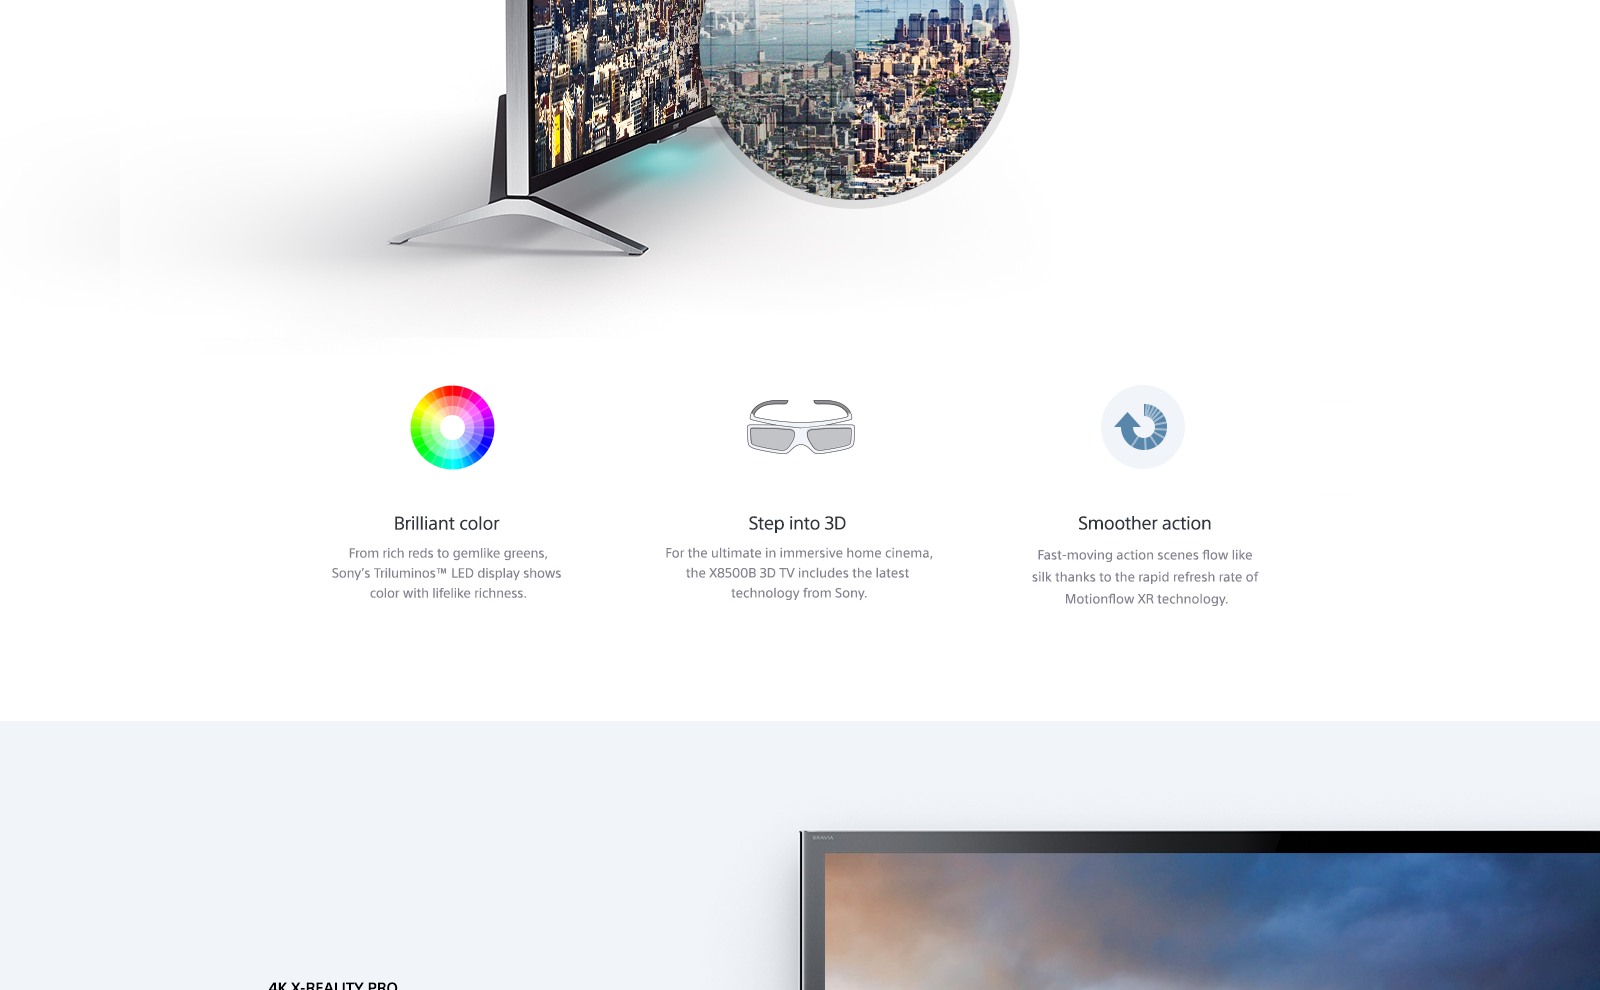 Brilliant color
From rich reds to gemlike greens,
Sony's Triluminos™ LED display shows
color with lifelike richness.
Step into 3D
For the ultimate in immersive home cinema,
the X8500B 3D TV includes the latest
technology from Sony.
Smoother action
Fast-moving action scenes flow like
silk thanks to the rapid refresh rate of
Motionflow XR technology.
BRAVIA
4K X-REALITY PRO